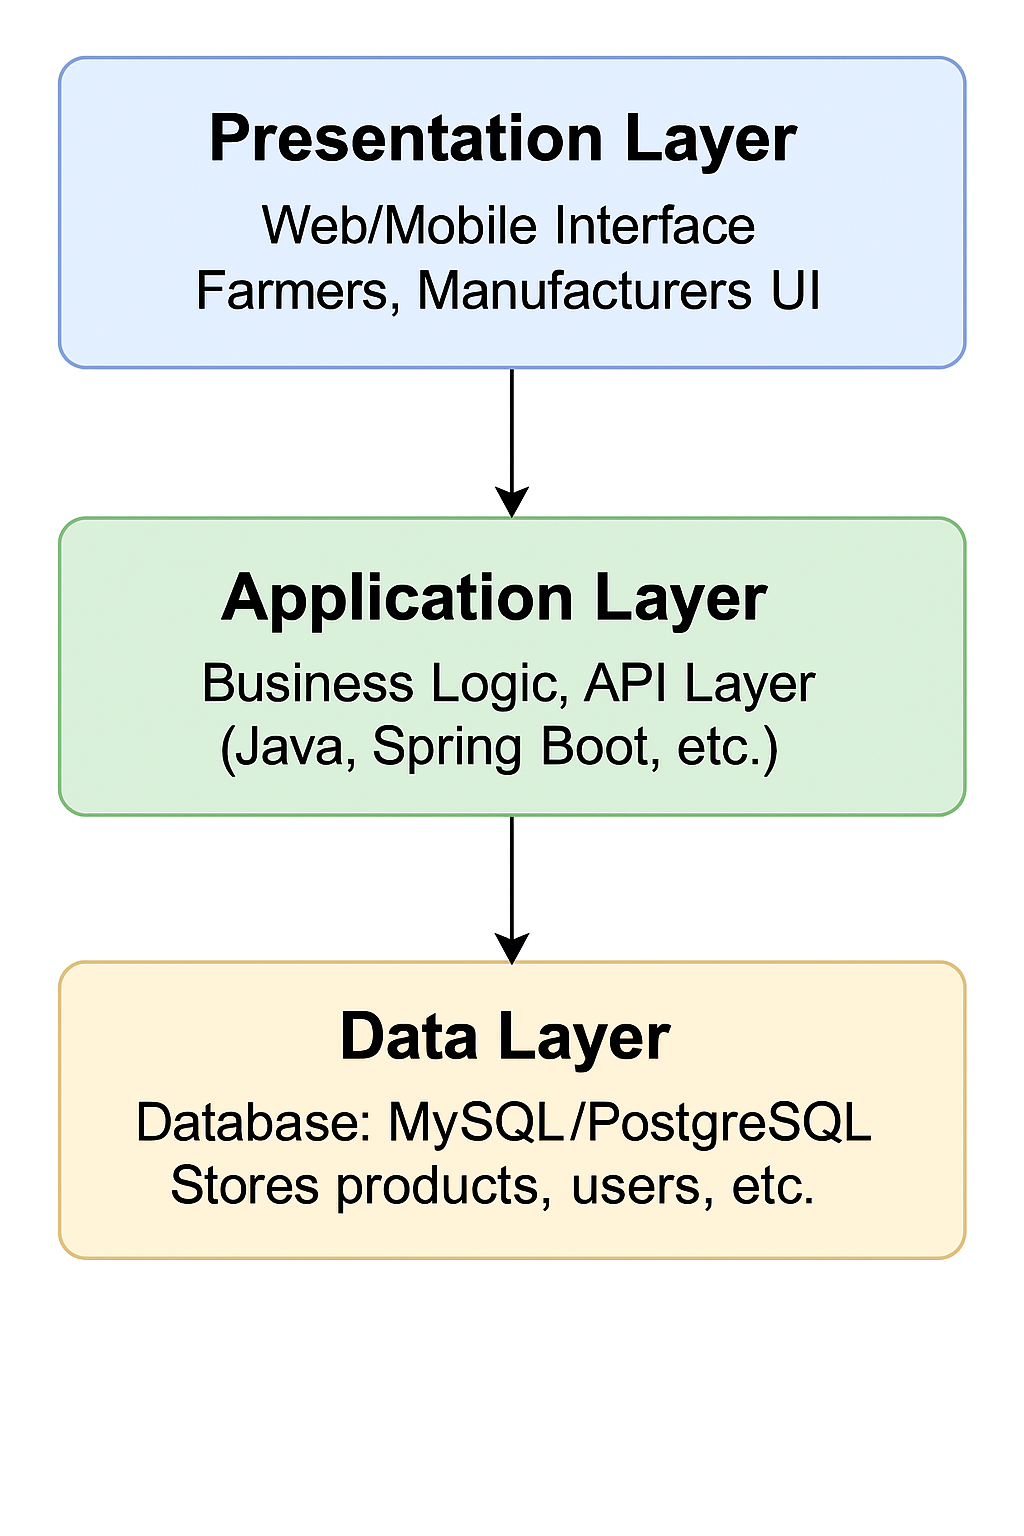 Presentation Layer
Web/Mobile Interface
Farmers, Manufacturers UI
Application Layer
Business Logic, API Layer
(Java, Spring Boot, etc.)
Data Layer
Database: MySQL/PostgreSQL
Stores products, users, etc.